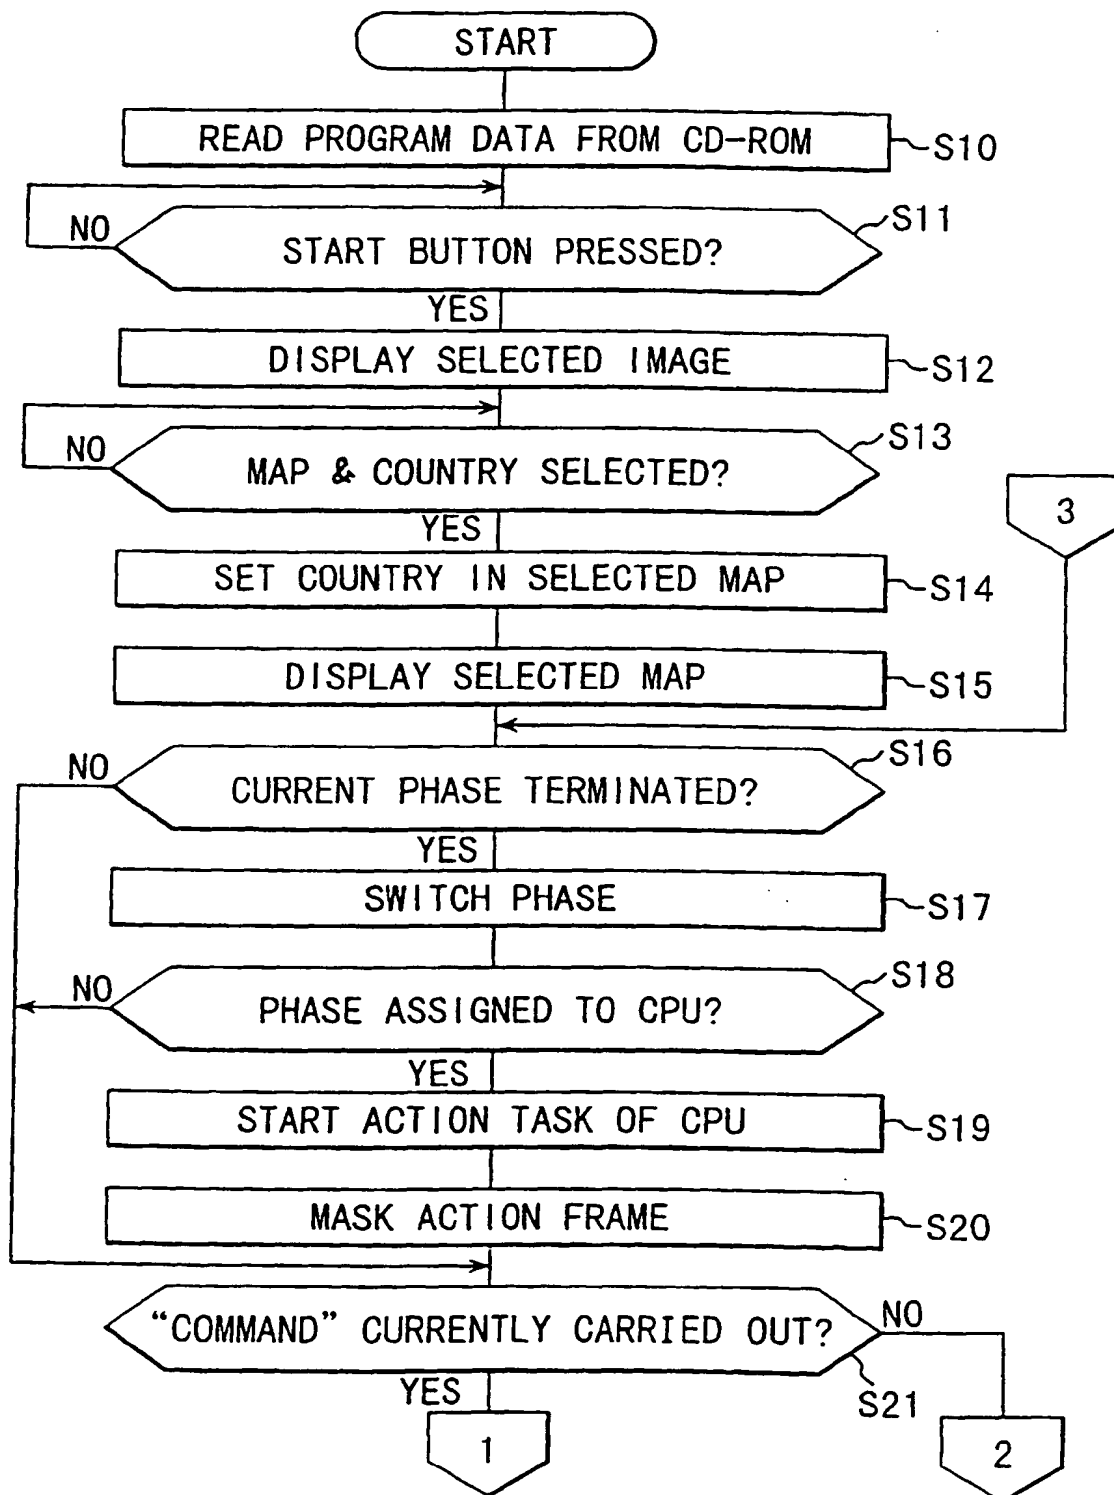 START
READ PROGRAM DATA FROM CD-ROM
S10
NO
START BUTTON PRESSED?
S11
YES
DISPLAY SELECTED IMAGE
S12
NO
MAP & COUNTRY SELECTED?
S13
YES
3
SET COUNTRY IN SELECTED MAP
S14
DISPLAY SELECTED MAP
S15
NO
CURRENT PHASE TERMINATED?
S16
YES
SWITCH PHASE
S17
NO
PHASE ASSIGNED TO CPU?
S18
YES
START ACTION TASK OF CPU
S19
MASK ACTION FRAME
S20
“COMMAND” CURRENTLY CARRIED OUT?
NO
YES
S21
1
2